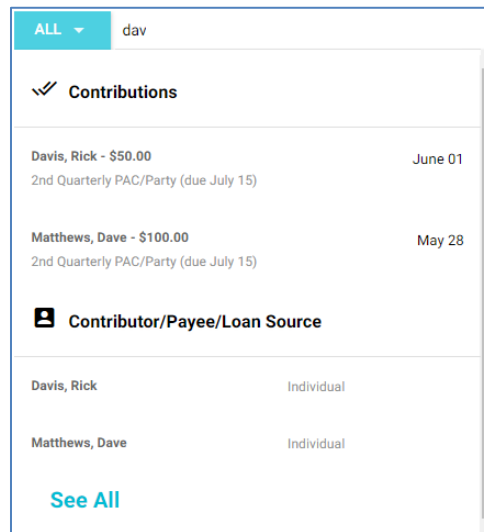 ALL dav
Contributions
Davis, Rick - $50.00 June 01
2nd Quarterly PAC/Party (due July 15)
Matthews, Dave - $100.00 May 28
2nd Quarterly PAC/Party (due July 15)
Contributor/Payee/Loan Source
Davis, Rick Individual
Matthews, Dave Individual
See All